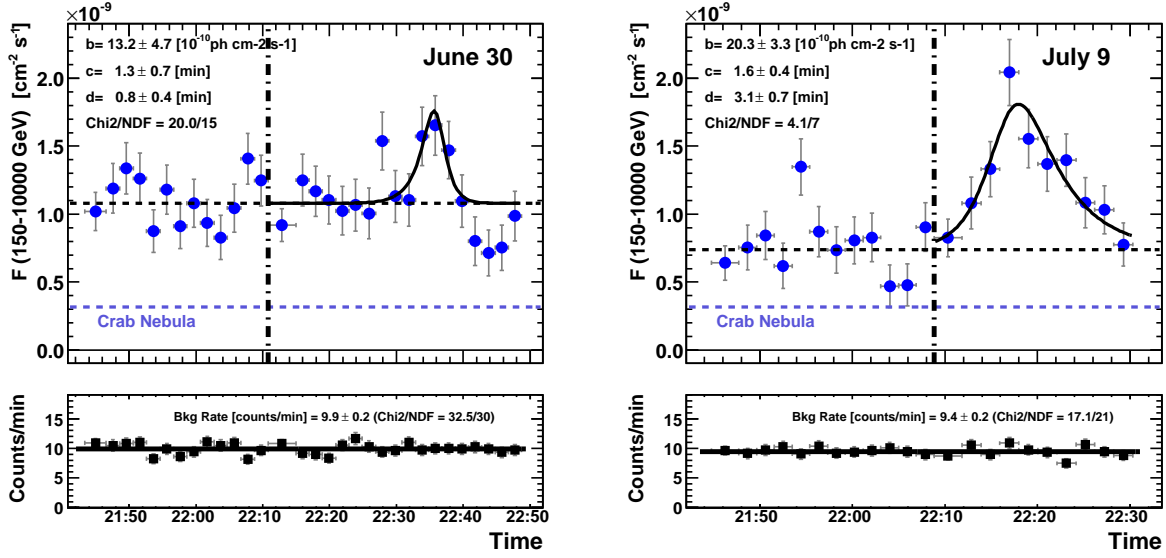 ×10⁻⁹
b= 13.2 ± 4.7 [10⁻¹⁰ph cm-2 s-1]
c= 1.3 ± 0.7 [min]
d= 0.8 ± 0.4 [min]
Chi2/NDF = 20.0/15
June 30
F (150-10000 GeV) [cm⁻² s⁻¹]
2.0
1.5
1.0
0.5
0.0
Crab Nebula
Bkg Rate [counts/min] = 9.9 ± 0.2 (Chi2/NDF = 32.5/30)
Counts/min
15
10
5
0
21:50 22:00 22:10 22:20 22:30 22:40 22:50
Time
×10⁻⁹
b= 20.3 ± 3.3 [10⁻¹⁰ph cm-2 s-1]
c= 1.6 ± 0.4 [min]
d= 3.1 ± 0.7 [min]
Chi2/NDF = 4.1/7
July 9
F (150-10000 GeV) [cm⁻² s⁻¹]
2.0
1.5
1.0
0.5
0.0
Crab Nebula
Bkg Rate [counts/min] = 9.4 ± 0.2 (Chi2/NDF = 17.1/21)
Counts/min
15
10
5
0
21:50 22:00 22:10 22:20 22:30
Time